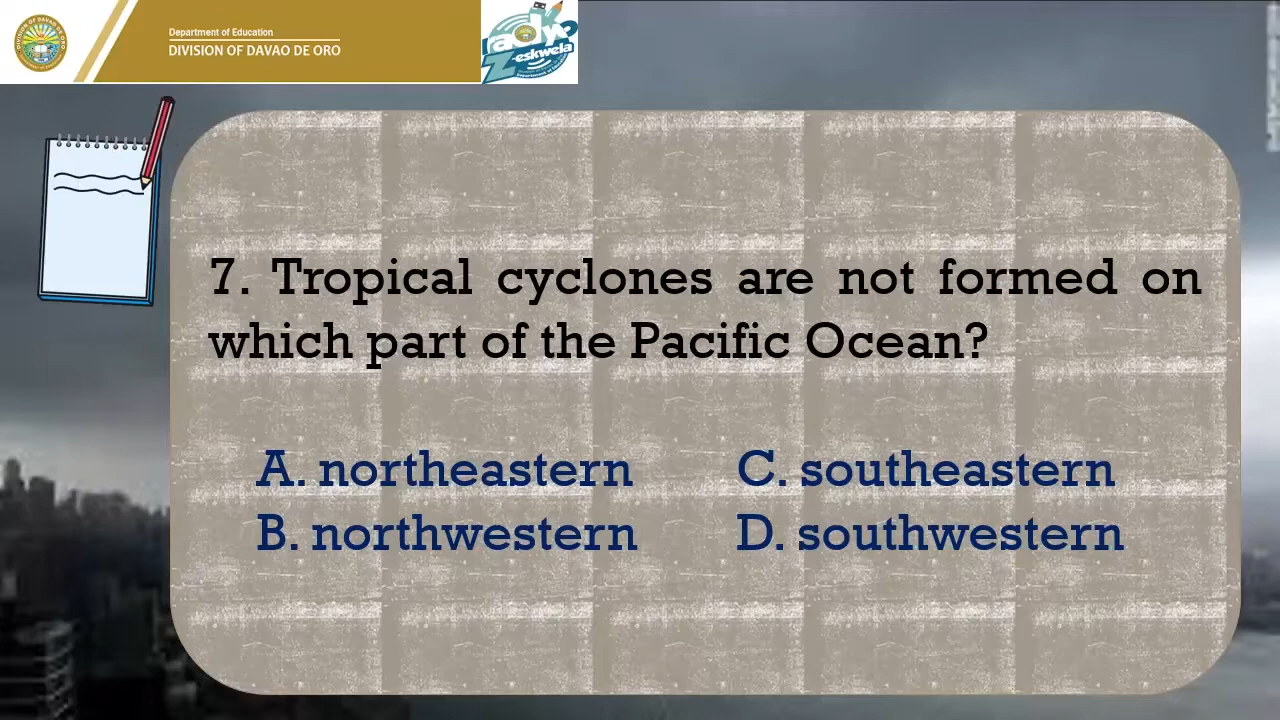 Department of Education
DIVISION OF DAVAO DE ORO
7. Tropical cyclones are not formed on
which part of the Pacific Ocean?
A. northeastern
C. southeastern
B. northwestern
D. southwestern